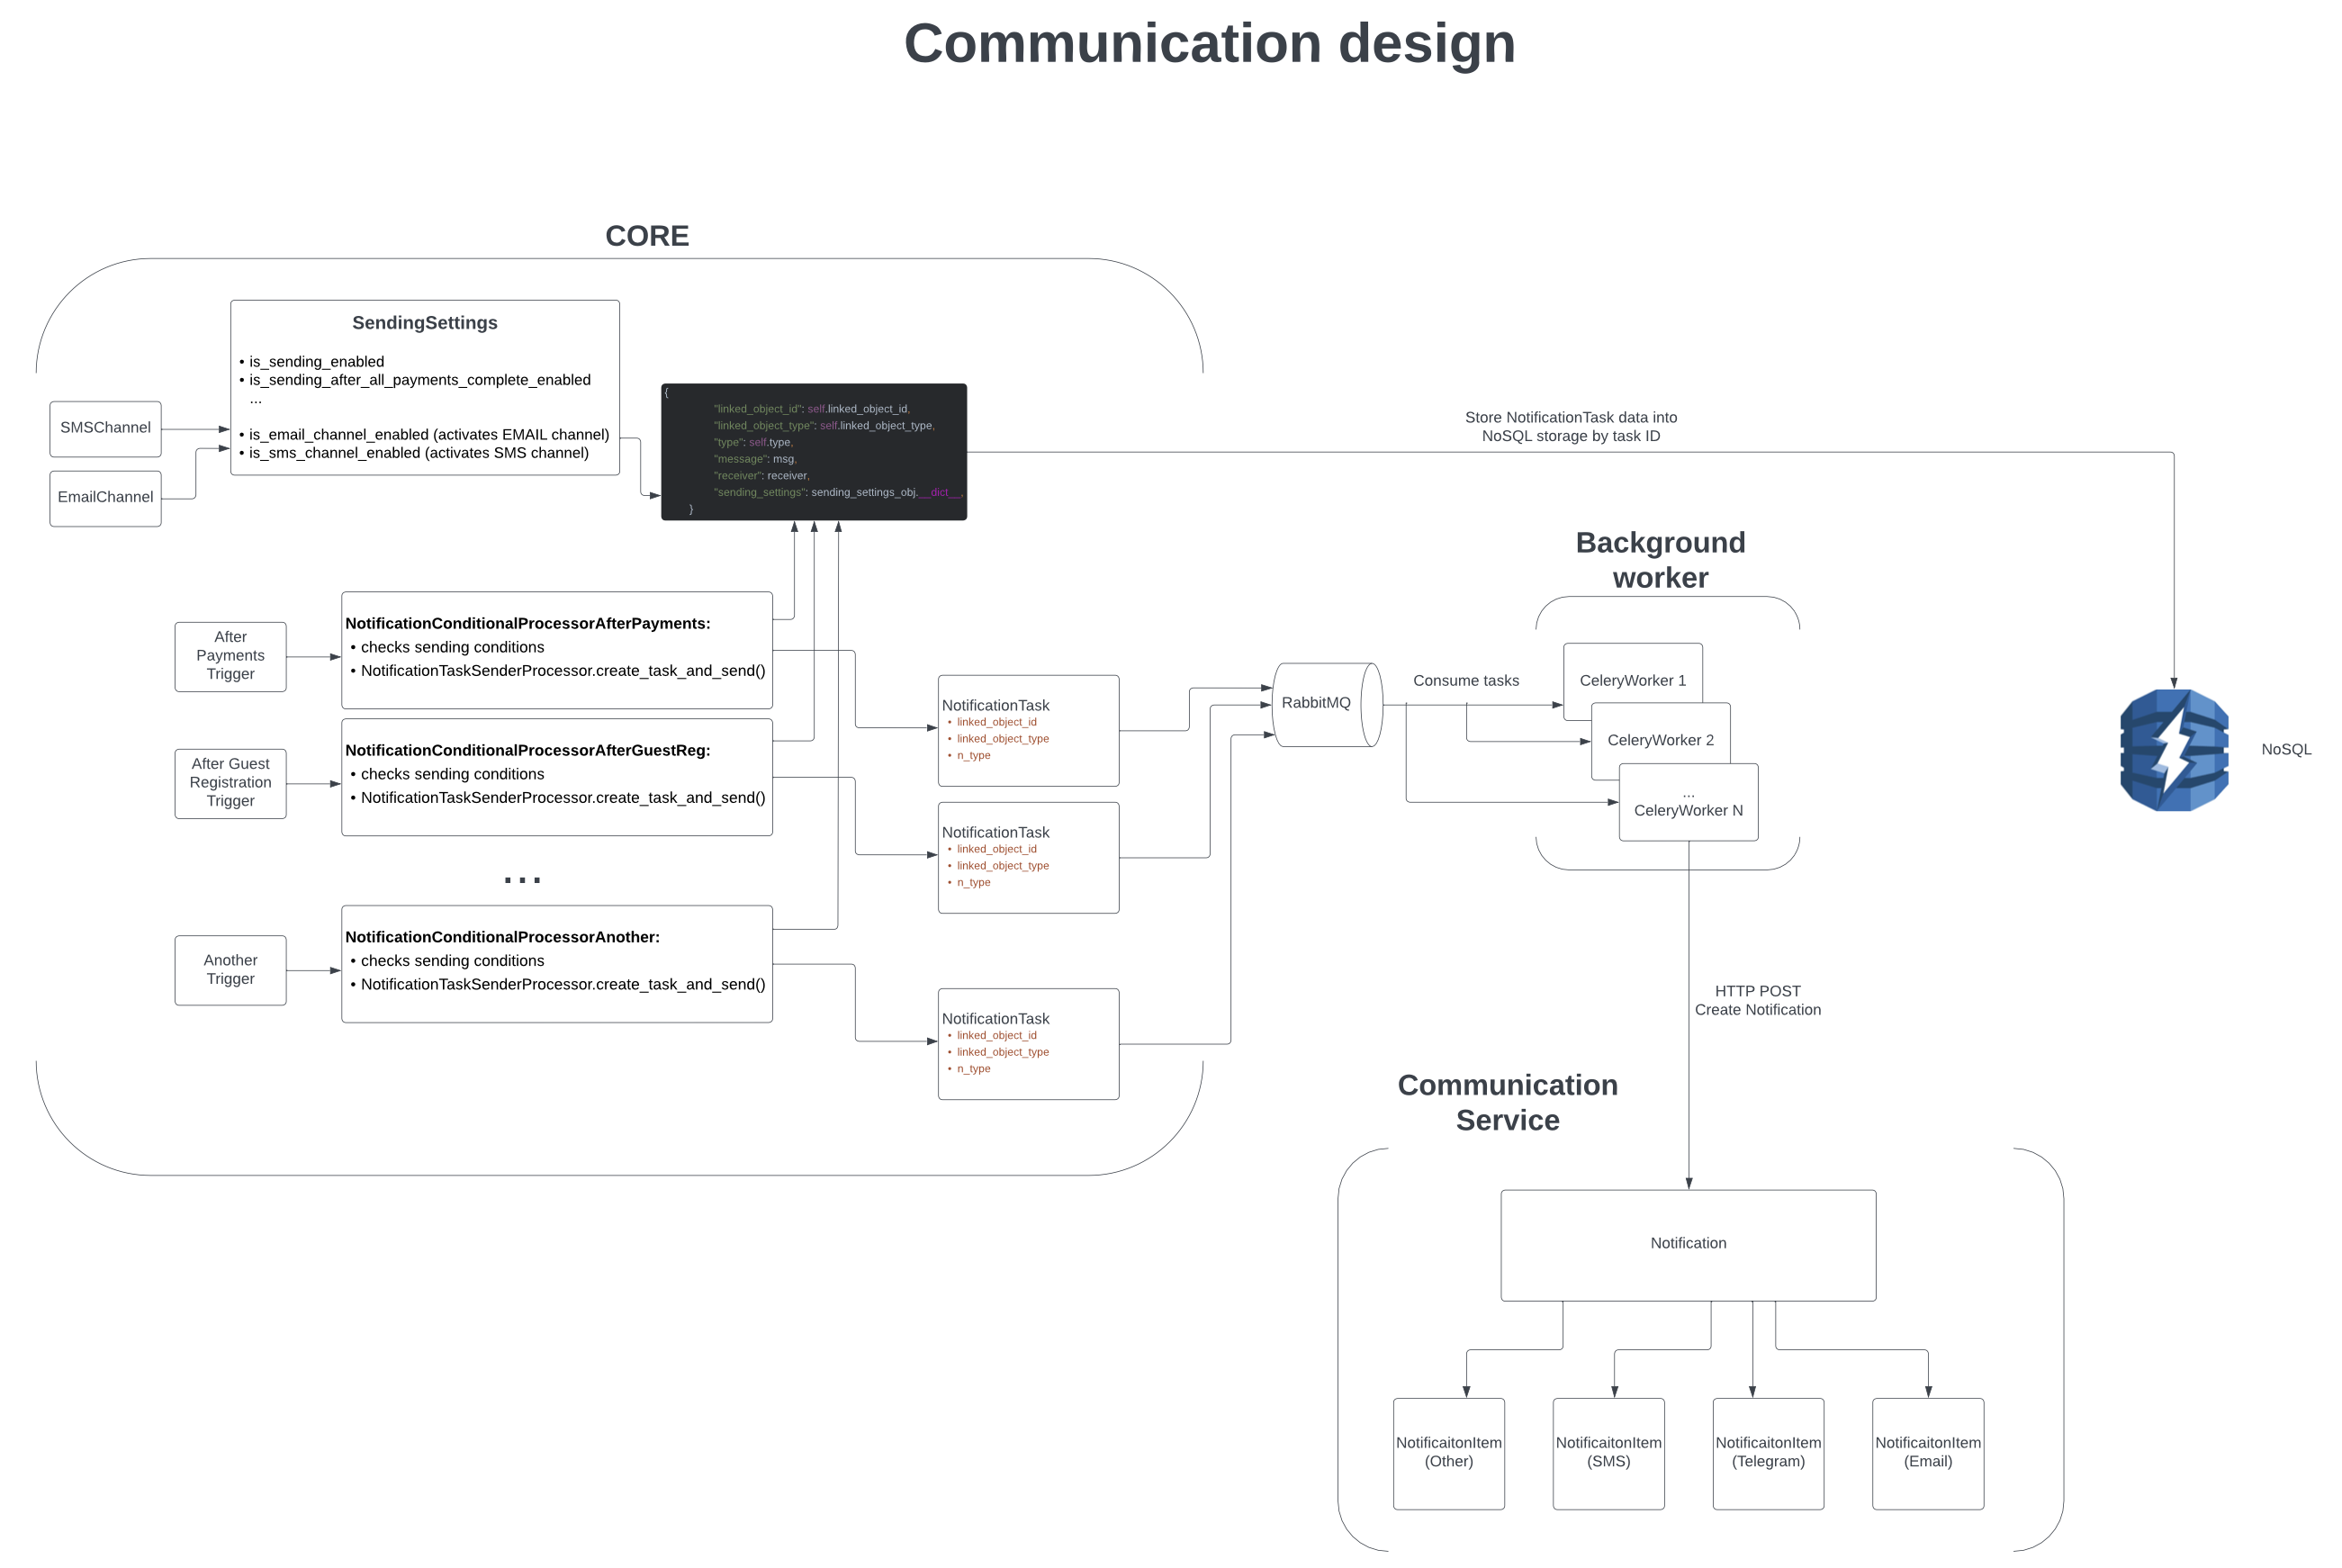 Communication design
CORE
SendingSettings
• is_sending_enabled
• is_sending_after_all_payments_complete_enabled
...
• is_email_channel_enabled (activates EMAIL channel)
• is_sms_channel_enabled (activates SMS channel)
SMSChannel
EmailChannel
{
"linked_object_id": self.linked_object_id,
"linked_object_type": self.linked_object_type,
"type": self.type,
"message": msg,
"receiver": receiver,
"sending_settings": sending_settings_obj.__dict__,
}
Store NotificationTask data into
NoSQL storage by task ID
After
Payments
Trigger
NotificationConditionalProcessorAfterPayments:
• checks sending conditions
• NotificationTaskSenderProcessor.create_task_and_send()
After Guest
Registration
Trigger
NotificationConditionalProcessorAfterGuestReg:
• checks sending conditions
• NotificationTaskSenderProcessor.create_task_and_send()
...
Another
Trigger
NotificationConditionalProcessorAnother:
• checks sending conditions
• NotificationTaskSenderProcessor.create_task_and_send()
NotificationTask
• linked_object_id
• linked_object_type
• n_type
NotificationTask
• linked_object_id
• linked_object_type
• n_type
NotificationTask
• linked_object_id
• linked_object_type
• n_type
RabbitMQ
Consume tasks
Background
worker
CeleryWorker 1
CeleryWorker 2
...
CeleryWorker N
NoSQL
HTTP POST
Create Notification
Communication
Service
Notification
NotificaitonItem
(Other)
NotificaitonItem
(SMS)
NotificaitonItem
(Telegram)
NotificaitonItem
(Email)